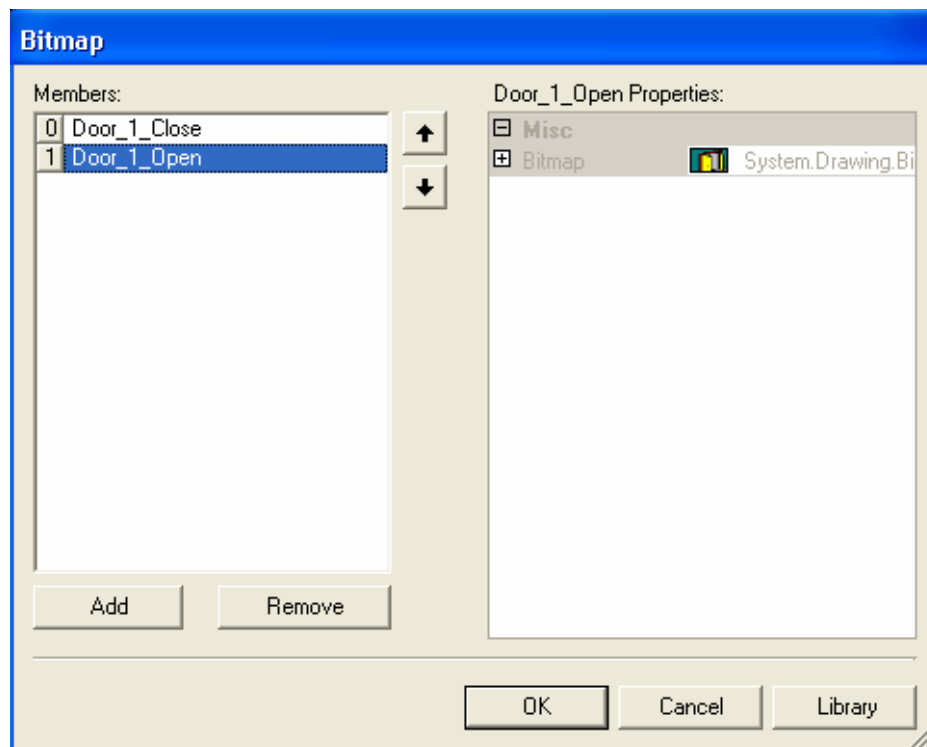 Bitmap
Members:
0 Door_1_Close
1 Door_1_Open
Add
Remove
Door_1_Open Properties:
Misc
Bitmap System.Drawing.Bi
OK
Cancel
Library